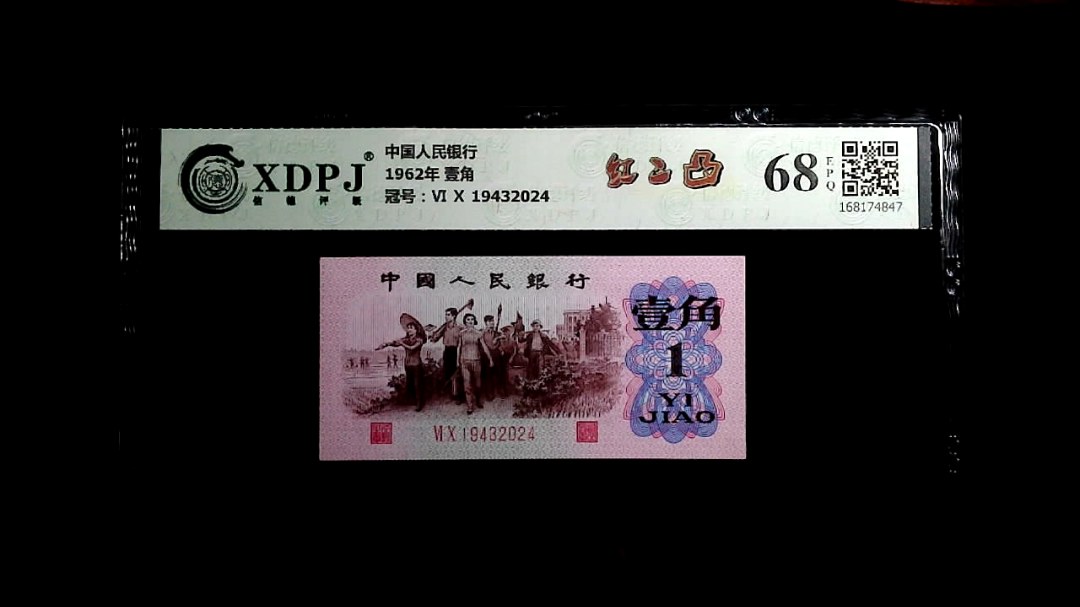 XDPJ®
信德评级
中国人民银行
1962年 壹角
冠号：VI X 19432024
红二凸
68
EPQ
168174847
中國人民銀行
壹角
1
YI
JIAO
VI X 19432024